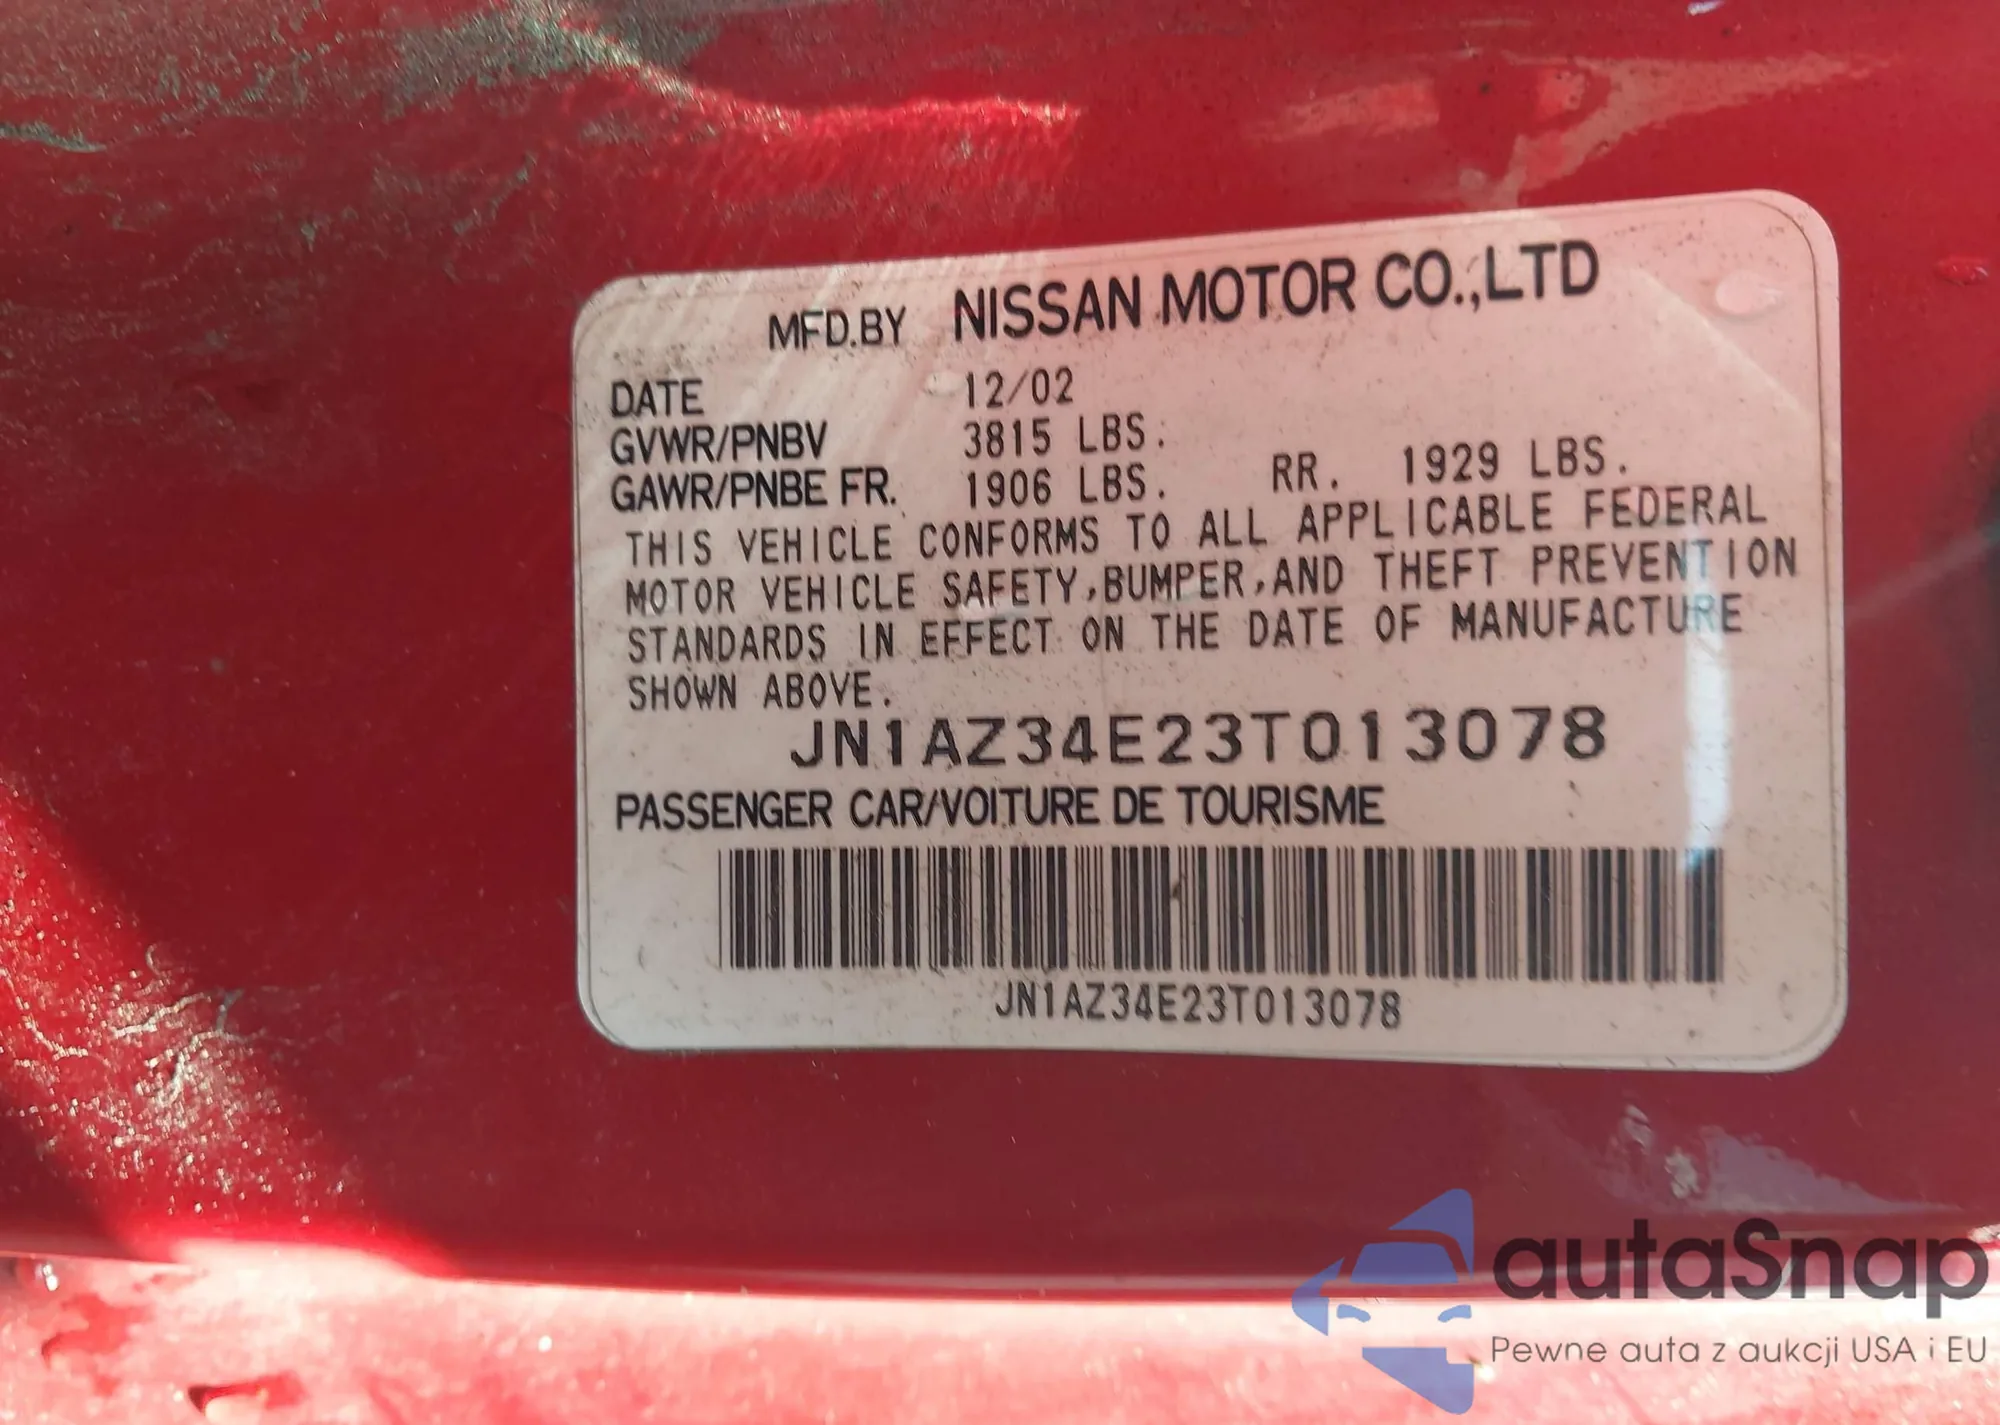 MFD.BY NISSAN MOTOR CO.,LTD
DATE 12/02
GVWR/PNBV 3815 LBS.
GAWR/PNBE FR. 1906 LBS. RR. 1929 LBS.
THIS VEHICLE CONFORMS TO ALL APPLICABLE FEDERAL
MOTOR VEHICLE SAFETY,BUMPER,AND THEFT PREVENTION
STANDARDS IN EFFECT ON THE DATE OF MANUFACTURE
SHOWN ABOVE.
JN1AZ34E23T013078
PASSENGER CAR/VOITURE DE TOURISME
JN1AZ34E23T013078
autaSnap
Pewne auta z aukcji USA i EU